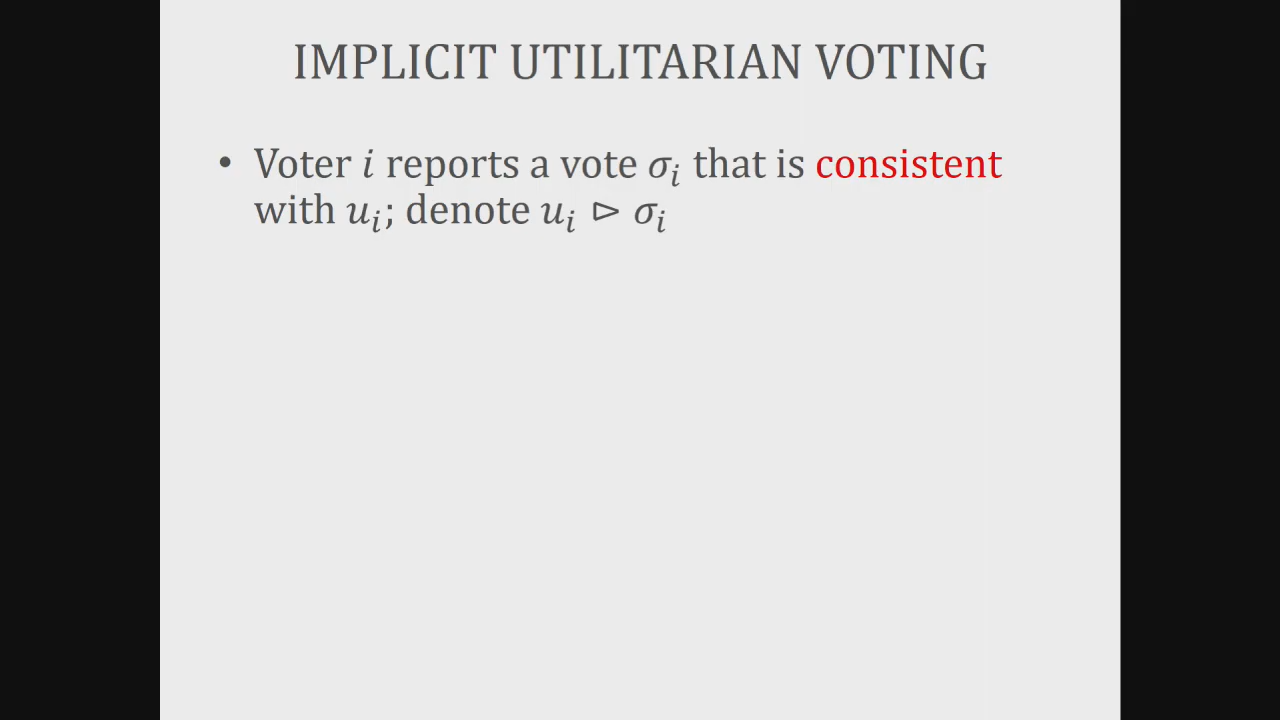 IMPLICIT UTILITARIAN VOTING
• Voter 𝑖 reports a vote 𝜎ᵢ that is consistent
with 𝑢ᵢ; denote 𝑢ᵢ ⊳ 𝜎ᵢ